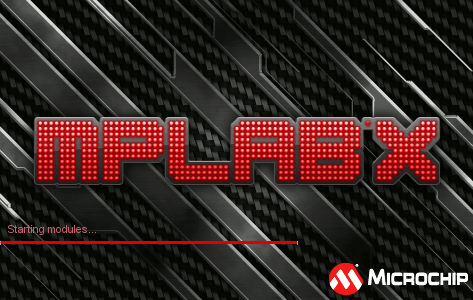 MPLAB® X
Starting modules...
MICROCHIP